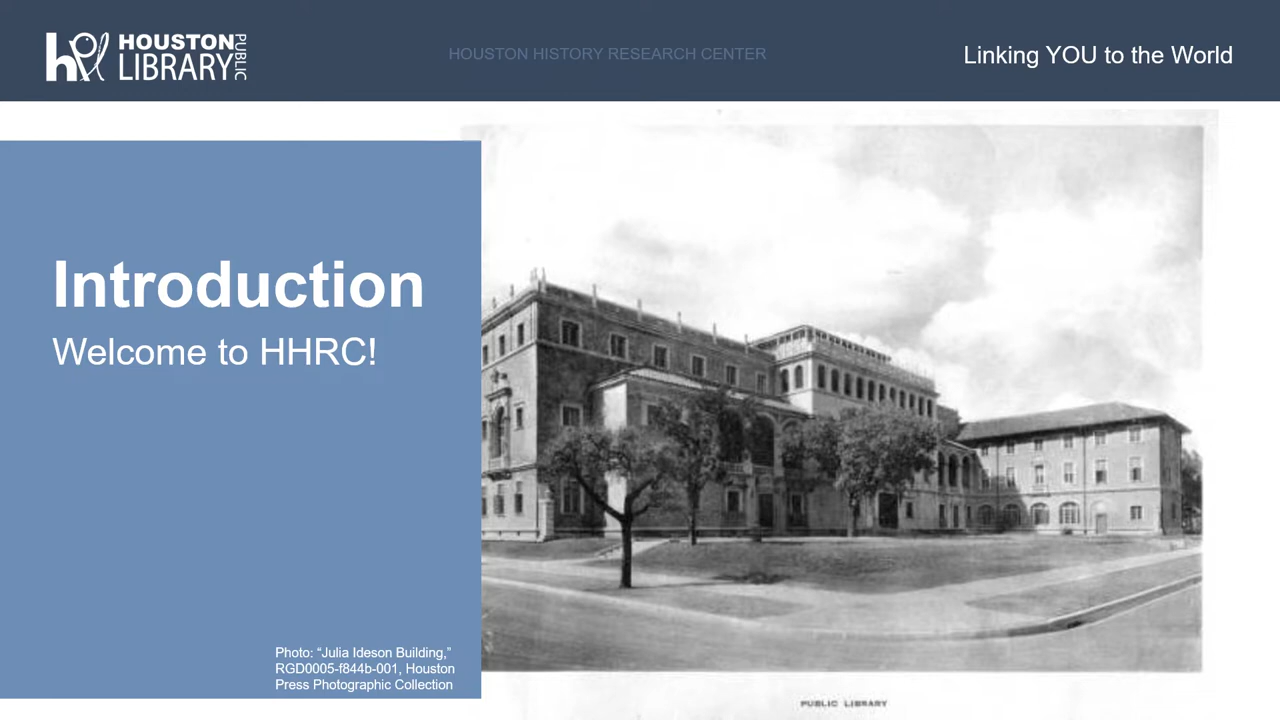 HOUSTON
LIBRARY
PUBLIC
HOUSTON HISTORY RESEARCH CENTER
Linking YOU to the World
Introduction
Welcome to HHRC!
Photo: “Julia Ideson Building,”
RGD0005-f844b-001, Houston
Press Photographic Collection
PUBLIC LIBRARY